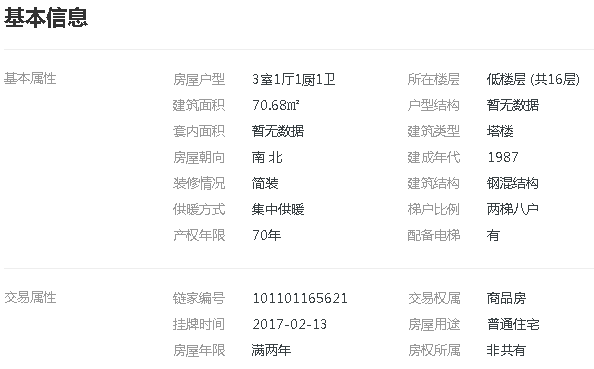 基本信息
基本属性 房屋户型 3室1厅1厨1卫 所在楼层 低楼层 (共16层)
建筑面积 70.68㎡ 户型结构 暂无数据
套内面积 暂无数据 建筑类型 塔楼
房屋朝向 南 北 建成年代 1987
装修情况 简装 建筑结构 钢混结构
供暖方式 集中供暖 梯户比例 两梯八户
产权年限 70年 配备电梯 有
交易属性 链家编号 101101165621 交易权属 商品房
挂牌时间 2017-02-13 房屋用途 普通住宅
房屋年限 满两年 房权所属 非共有